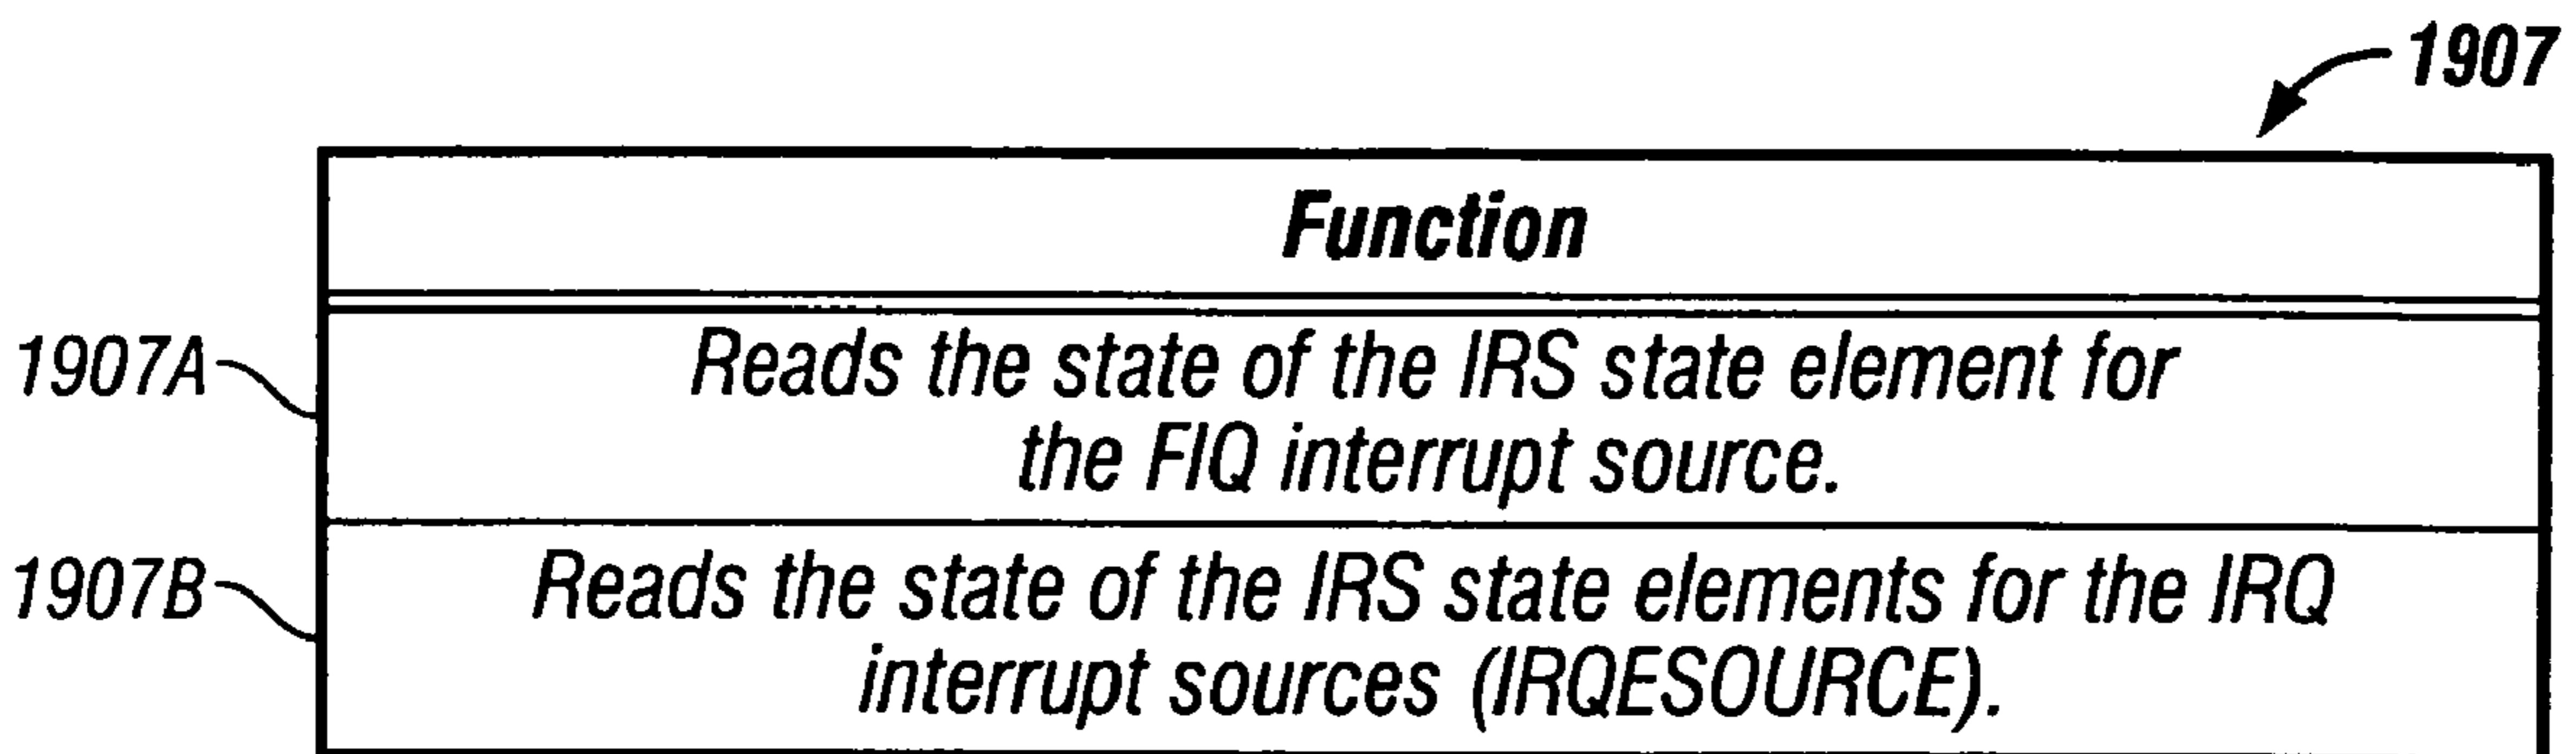 1907
Function
1907A
Reads the state of the IRS state element for
the FIQ interrupt source.
1907B
Reads the state of the IRS state elements for the IRQ
interrupt sources (IRQESOURCE).